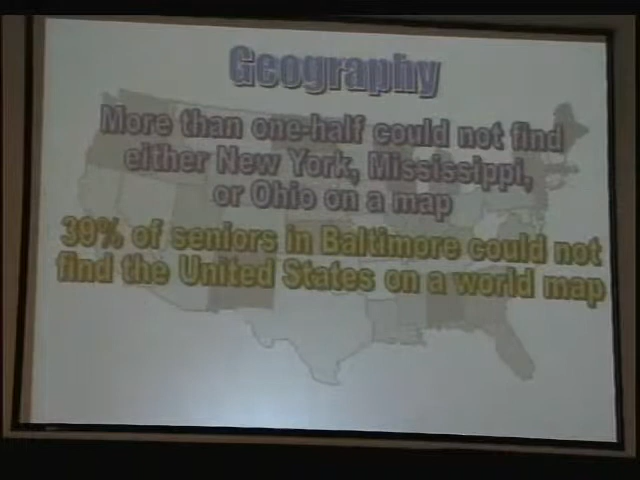 Geography
More than one-half could not find
either New York, Mississippi,
or Ohio on a map
39% of seniors in Baltimore could not
find the United States on a world map